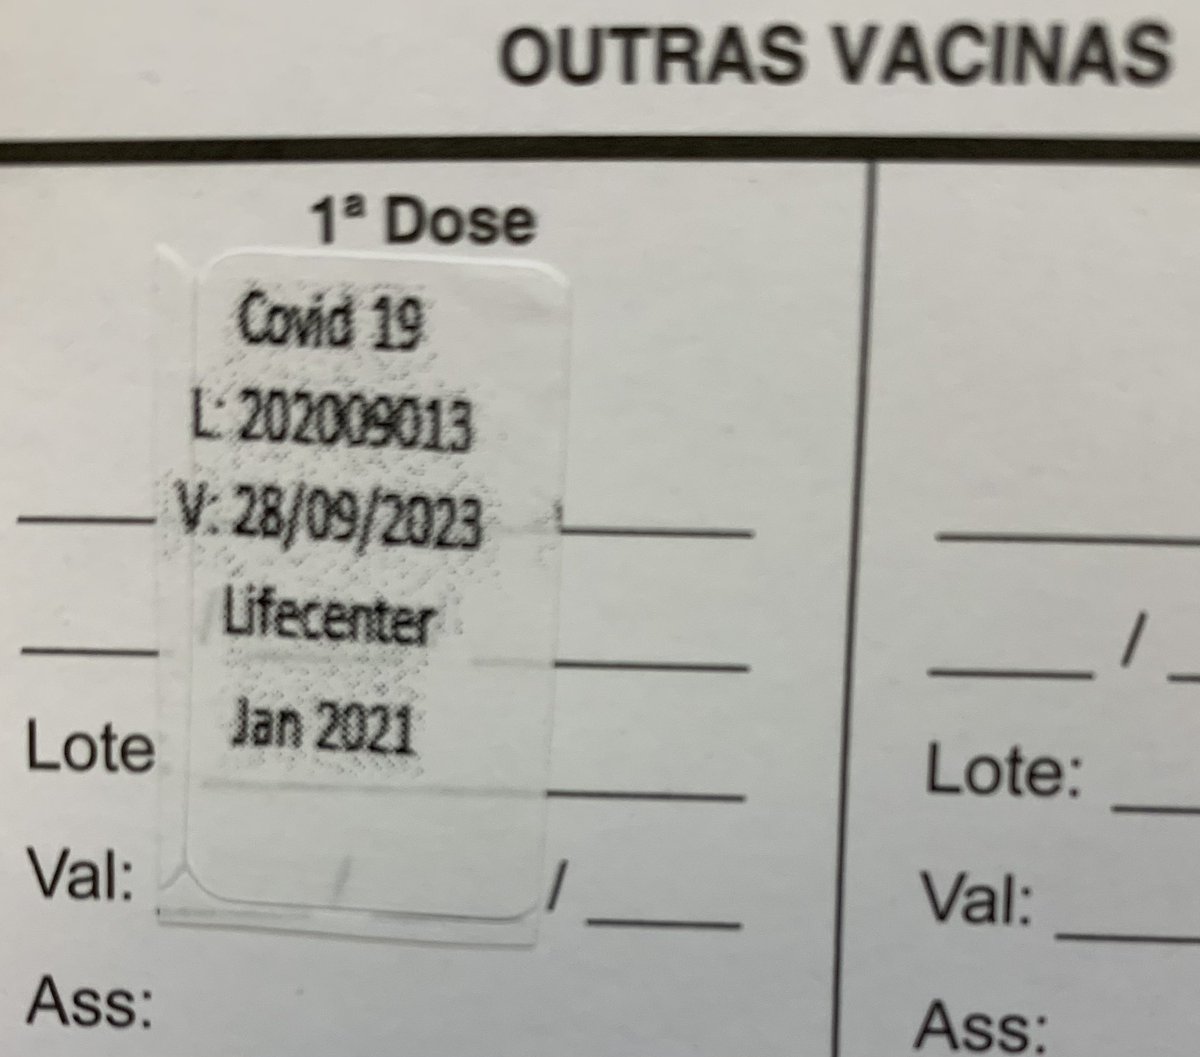 OUTRAS VACINAS
1ª Dose
Covid 19
L: 202009013
V: 28/09/2023
Lifecenter
/
Jan 2021
Lote
Lote:
Val: / /
Val:
Ass:
Ass: